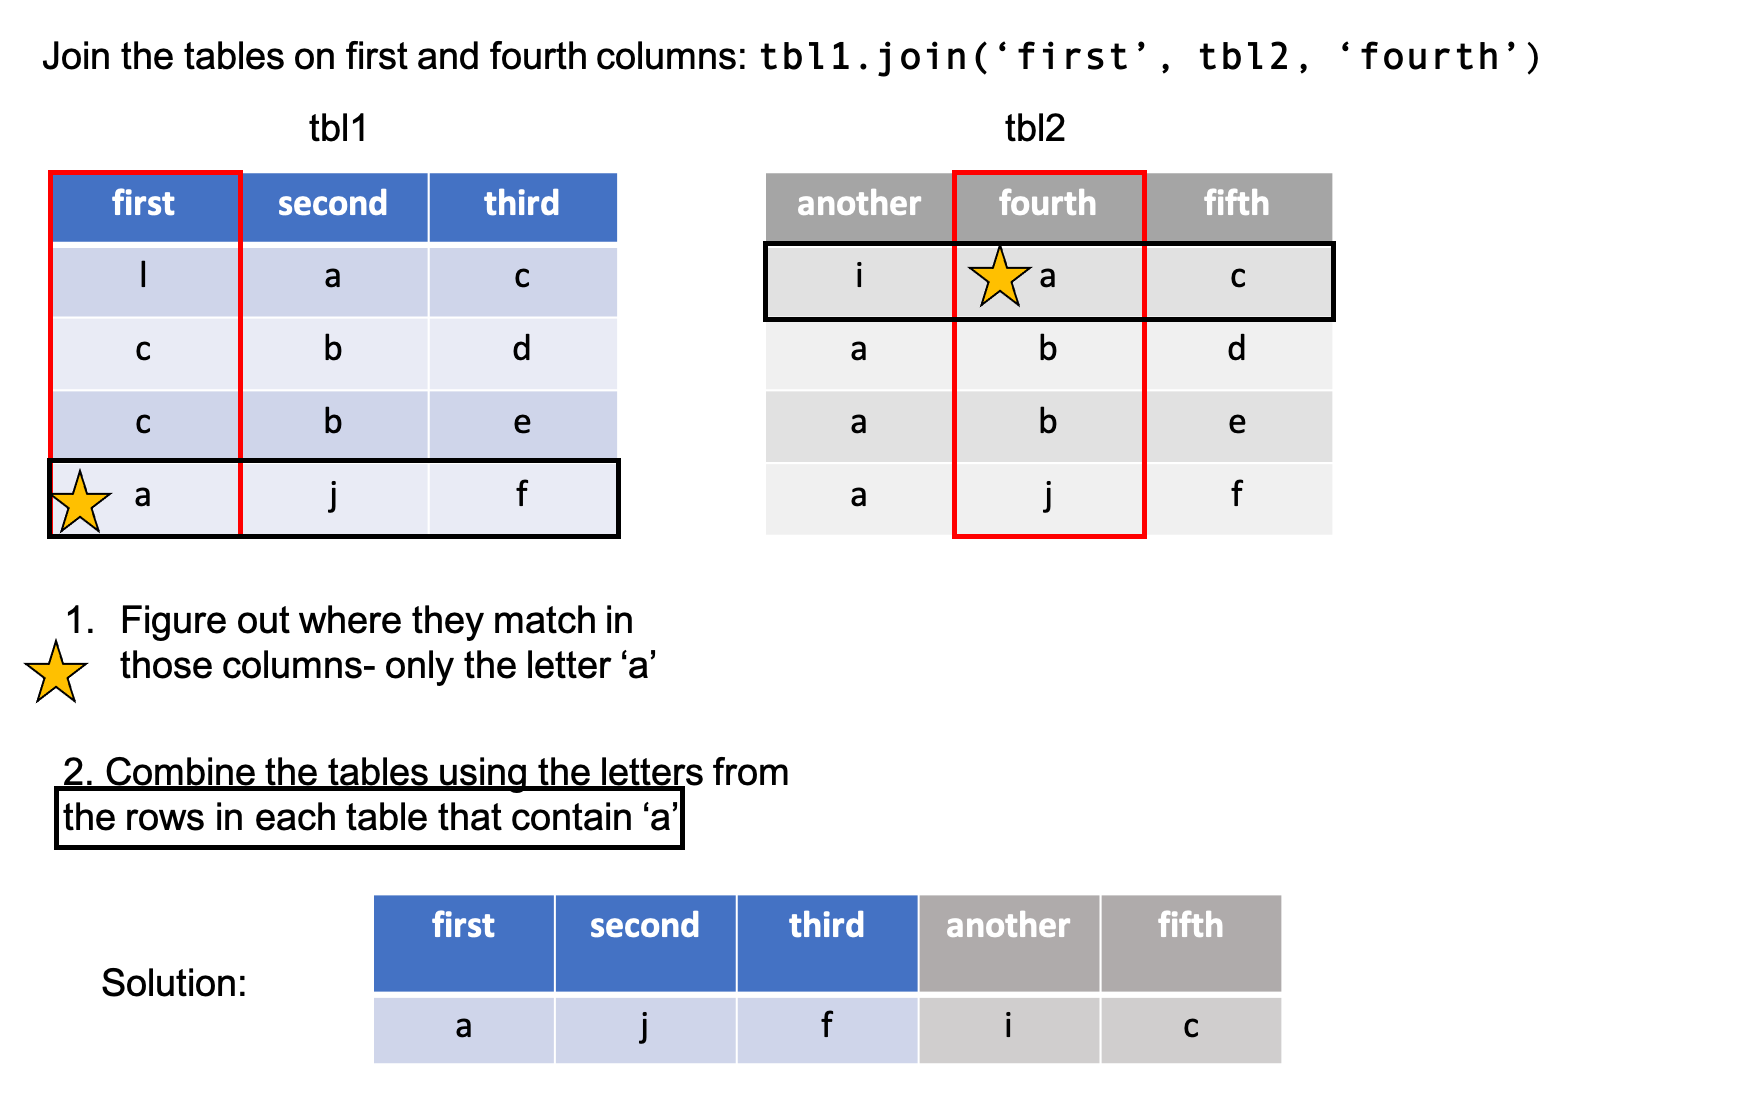 Join the tables on first and fourth columns: tbl1.join(‘first’, tbl2, ‘fourth’)
tbl1
first second third
l a c
c b d
c b e
a j f
tbl2
another fourth fifth
i a c
a b d
a b e
a j f
1. Figure out where they match in
those columns- only the letter ‘a’
2. Combine the tables using the letters from
the rows in each table that contain ‘a’
Solution:
first second third another fifth
a j f i c